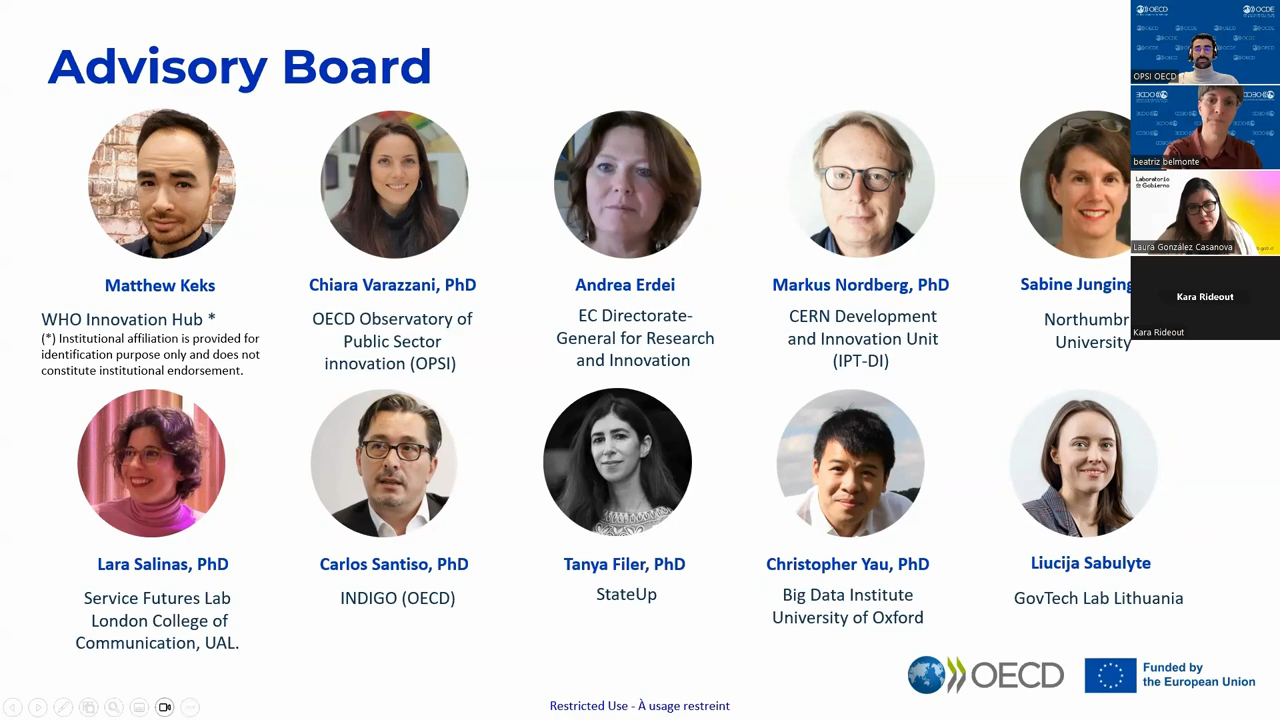 Advisory Board
Matthew Keks
WHO Innovation Hub *
(*) Institutional affiliation is provided for
identification purpose only and does not
constitute institutional endorsement.
Chiara Varazzani, PhD
OECD Observatory of
Public Sector
innovation (OPSI)
Andrea Erdei
EC Directorate-
General for Research
and Innovation
Markus Nordberg, PhD
CERN Development
and Innovation Unit
(IPT-DI)
Sabine Junging
Northumbr
University
Lara Salinas, PhD
Service Futures Lab
London College of
Communication, UAL.
Carlos Santiso, PhD
INDIGO (OECD)
Tanya Filer, PhD
StateUp
Christopher Yau, PhD
Big Data Institute
University of Oxford
Liucija Sabulyte
GovTech Lab Lithuania
OECD
Funded by
the European Union
Restricted Use - À usage restreint
OECD
OCDE
OPSI OECD
beatriz belmonte
Laboratorio
de Gobierno
Laura González Casanova
Kara Rideout
Kara Rideout